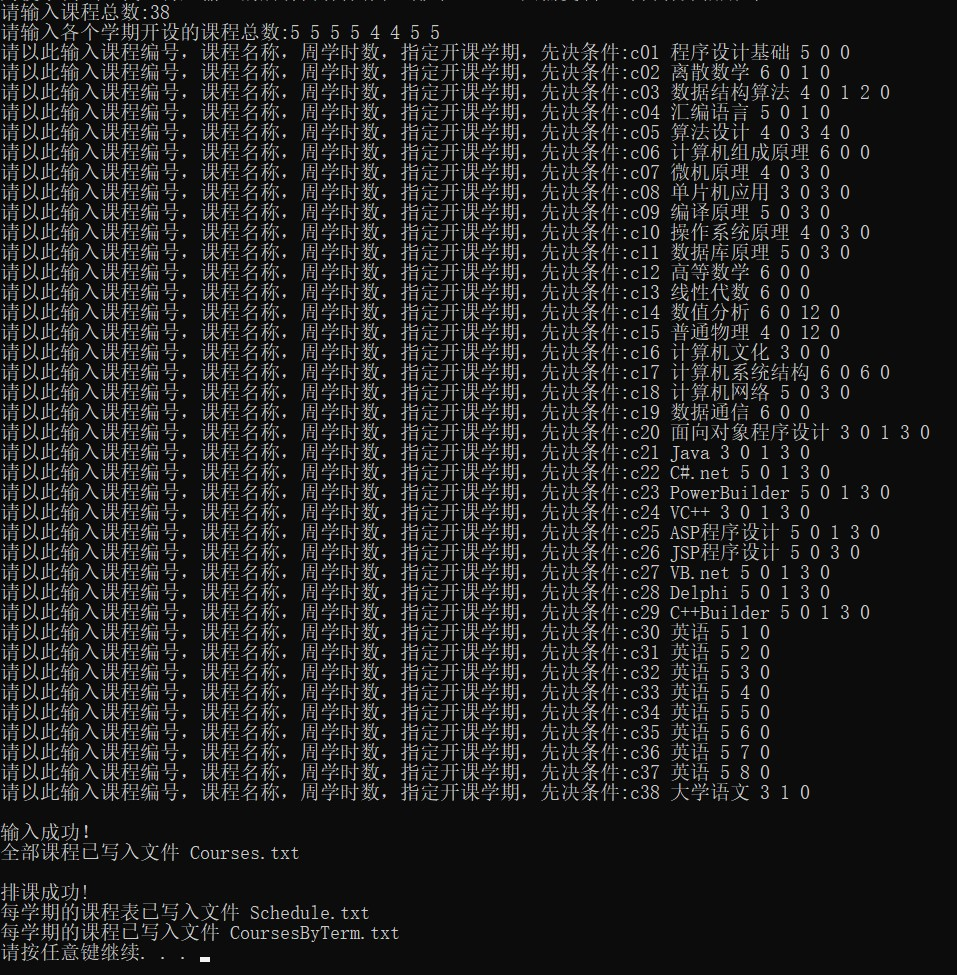 请输入课程总数:38
请输入各个学期开设的课程总数:5 5 5 5 4 4 5 5
请以此输入课程编号，课程名称，周学时数，指定开课学期，先决条件:c01 程序设计基础 5 0 0
请以此输入课程编号，课程名称，周学时数，指定开课学期，先决条件:c02 离散数学 6 0 1 0
请以此输入课程编号，课程名称，周学时数，指定开课学期，先决条件:c03 数据结构算法 4 0 1 2 0
请以此输入课程编号，课程名称，周学时数，指定开课学期，先决条件:c04 汇编语言 5 0 1 0
请以此输入课程编号，课程名称，周学时数，指定开课学期，先决条件:c05 算法设计 4 0 3 4 0
请以此输入课程编号，课程名称，周学时数，指定开课学期，先决条件:c06 计算机组成原理 6 0 0
请以此输入课程编号，课程名称，周学时数，指定开课学期，先决条件:c07 微机原理 4 0 3 0
请以此输入课程编号，课程名称，周学时数，指定开课学期，先决条件:c08 单片机应用 3 0 3 0
请以此输入课程编号，课程名称，周学时数，指定开课学期，先决条件:c09 编译原理 5 0 3 0
请以此输入课程编号，课程名称，周学时数，指定开课学期，先决条件:c10 操作系统原理 4 0 3 0
请以此输入课程编号，课程名称，周学时数，指定开课学期，先决条件:c11 数据库原理 5 0 3 0
请以此输入课程编号，课程名称，周学时数，指定开课学期，先决条件:c12 高等数学 6 0 0
请以此输入课程编号，课程名称，周学时数，指定开课学期，先决条件:c13 线性代数 6 0 0
请以此输入课程编号，课程名称，周学时数，指定开课学期，先决条件:c14 数值分析 6 0 12 0
请以此输入课程编号，课程名称，周学时数，指定开课学期，先决条件:c15 普通物理 4 0 12 0
请以此输入课程编号，课程名称，周学时数，指定开课学期，先决条件:c16 计算机文化 3 0 0
请以此输入课程编号，课程名称，周学时数，指定开课学期，先决条件:c17 计算机系统结构 6 0 6 0
请以此输入课程编号，课程名称，周学时数，指定开课学期，先决条件:c18 计算机网络 5 0 3 0
请以此输入课程编号，课程名称，周学时数，指定开课学期，先决条件:c19 数据通信 6 0 0
请以此输入课程编号，课程名称，周学时数，指定开课学期，先决条件:c20 面向对象程序设计 3 0 1 3 0
请以此输入课程编号，课程名称，周学时数，指定开课学期，先决条件:c21 Java 3 0 1 3 0
请以此输入课程编号，课程名称，周学时数，指定开课学期，先决条件:c22 C#.net 5 0 1 3 0
请以此输入课程编号，课程名称，周学时数，指定开课学期，先决条件:c23 PowerBuilder 5 0 1 3 0
请以此输入课程编号，课程名称，周学时数，指定开课学期，先决条件:c24 VC++ 3 0 1 3 0
请以此输入课程编号，课程名称，周学时数，指定开课学期，先决条件:c25 ASP程序设计 5 0 1 3 0
请以此输入课程编号，课程名称，周学时数，指定开课学期，先决条件:c26 JSP程序设计 5 0 3 0
请以此输入课程编号，课程名称，周学时数，指定开课学期，先决条件:c27 VB.net 5 0 1 3 0
请以此输入课程编号，课程名称，周学时数，指定开课学期，先决条件:c28 Delphi 5 0 1 3 0
请以此输入课程编号，课程名称，周学时数，指定开课学期，先决条件:c29 C++Builder 5 0 1 3 0
请以此输入课程编号，课程名称，周学时数，指定开课学期，先决条件:c30 英语 5 1 0
请以此输入课程编号，课程名称，周学时数，指定开课学期，先决条件:c31 英语 5 2 0
请以此输入课程编号，课程名称，周学时数，指定开课学期，先决条件:c32 英语 5 3 0
请以此输入课程编号，课程名称，周学时数，指定开课学期，先决条件:c33 英语 5 4 0
请以此输入课程编号，课程名称，周学时数，指定开课学期，先决条件:c34 英语 5 5 0
请以此输入课程编号，课程名称，周学时数，指定开课学期，先决条件:c35 英语 5 6 0
请以此输入课程编号，课程名称，周学时数，指定开课学期，先决条件:c36 英语 5 7 0
请以此输入课程编号，课程名称，周学时数，指定开课学期，先决条件:c37 英语 5 8 0
请以此输入课程编号，课程名称，周学时数，指定开课学期，先决条件:c38 大学语文 3 1 0
输入成功!
全部课程已写入文件 Courses.txt
排课成功!
每学期的课程表已写入文件 Schedule.txt
每学期的课程已写入文件 CoursesByTerm.txt
请按任意键继续. . .